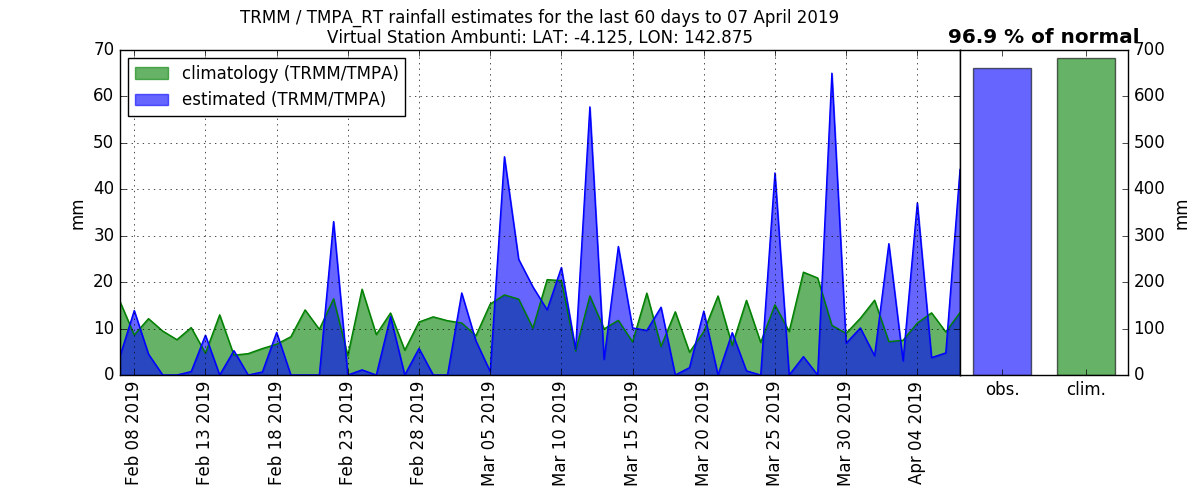 TRMM / TMPA_RT rainfall estimates for the last 60 days to 07 April 2019
Virtual Station Ambunti: LAT: -4.125, LON: 142.875
96.9 % of normal
climatology (TRMM/TMPA)
estimated (TRMM/TMPA)
70
60
50
40
30
20
10
0
mm
Feb 08 2019
Feb 13 2019
Feb 18 2019
Feb 23 2019
Feb 28 2019
Mar 05 2019
Mar 10 2019
Mar 15 2019
Mar 20 2019
Mar 25 2019
Mar 30 2019
Apr 04 2019
obs.
clim.
700
600
500
400
300
200
100
0
mm